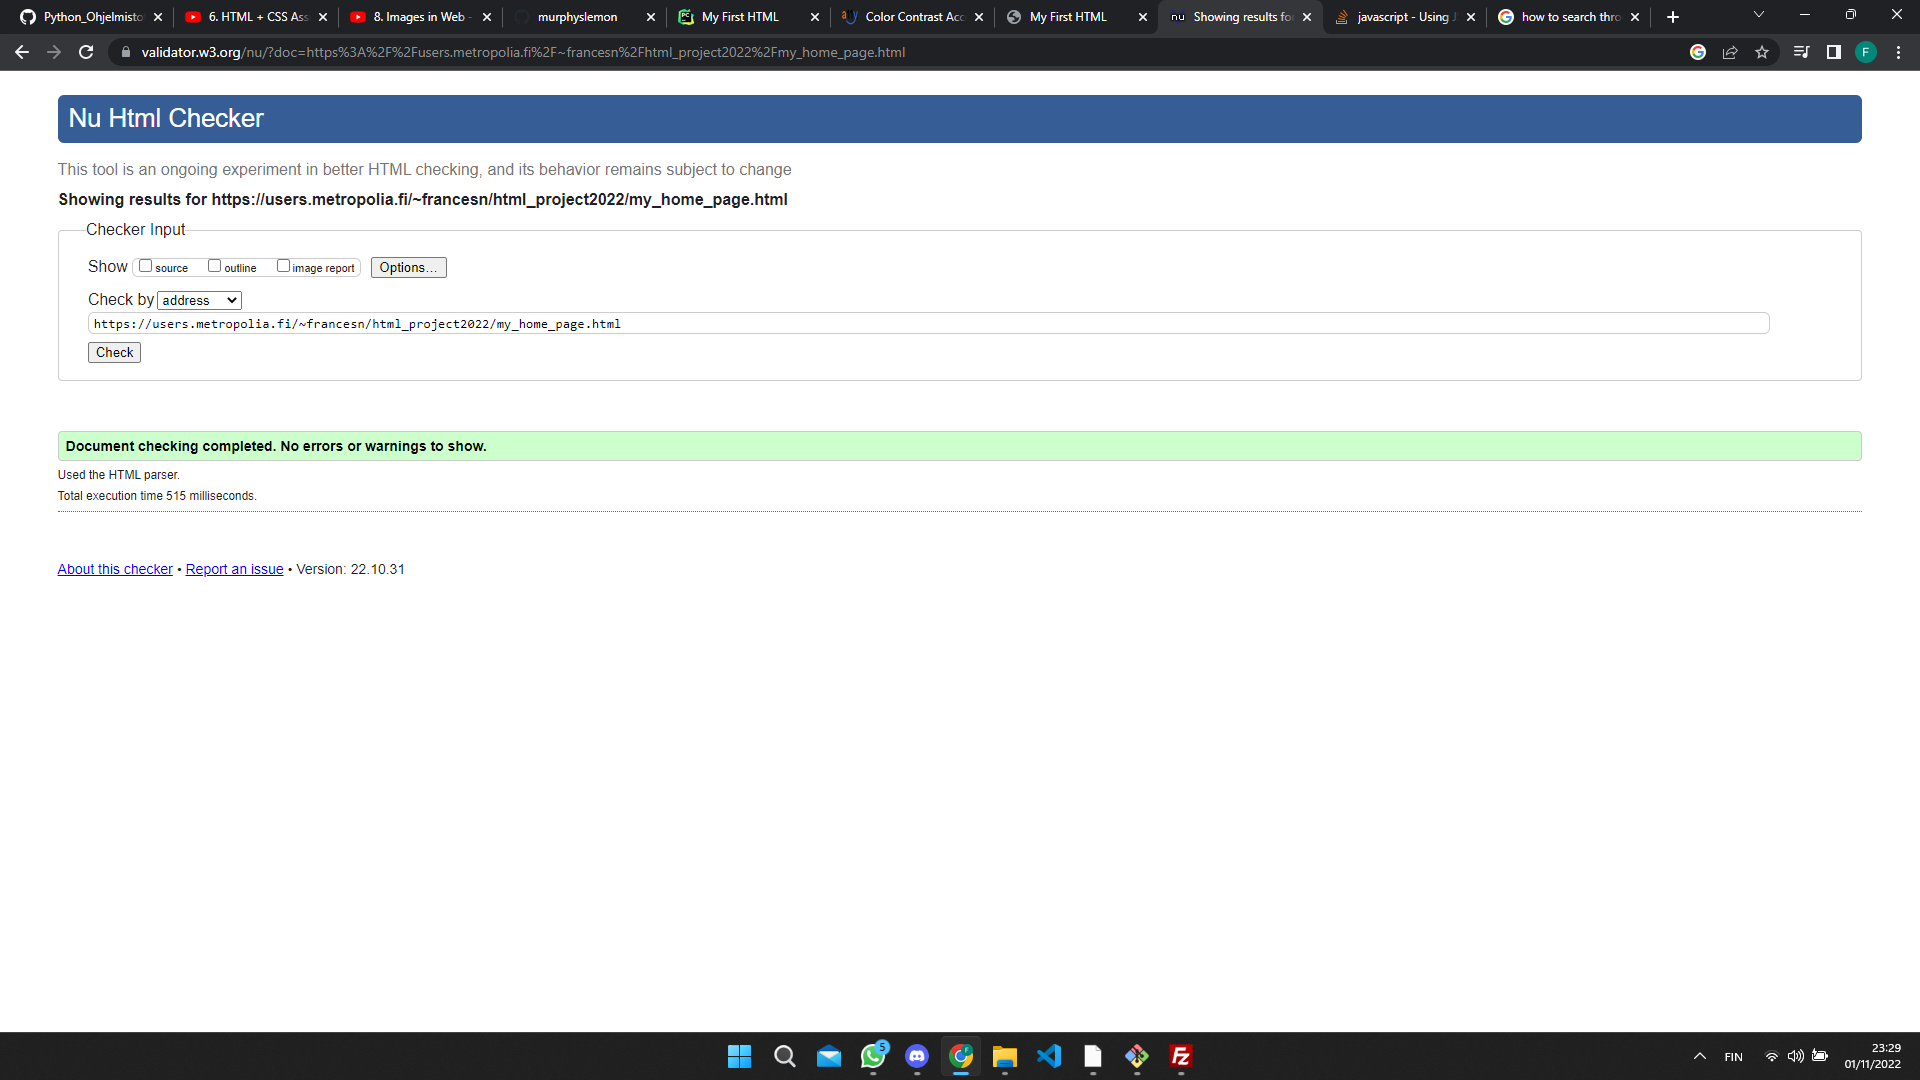 Python_Ohjelmisto
6. HTML + CSS Ass
8. Images in Web -
murphyslemon
My First HTML
Color Contrast Acc
My First HTML
Showing results fo
javascript - Using J
how to search thro
validator.w3.org/nu/?doc=https%3A%2F%2Fusers.metropolia.fi%2F~francesn%2Fhtml_project2022%2Fmy_home_page.html
F
Nu Html Checker
This tool is an ongoing experiment in better HTML checking, and its behavior remains subject to change
Showing results for https://users.metropolia.fi/~francesn/html_project2022/my_home_page.html
Checker Input
Show source outline image report Options...
Check by address
https://users.metropolia.fi/~francesn/html_project2022/my_home_page.html
Check
Document checking completed. No errors or warnings to show.
Used the HTML parser.
Total execution time 515 milliseconds.
About this checker • Report an issue • Version: 22.10.31
5
FIN
23:29
01/11/2022